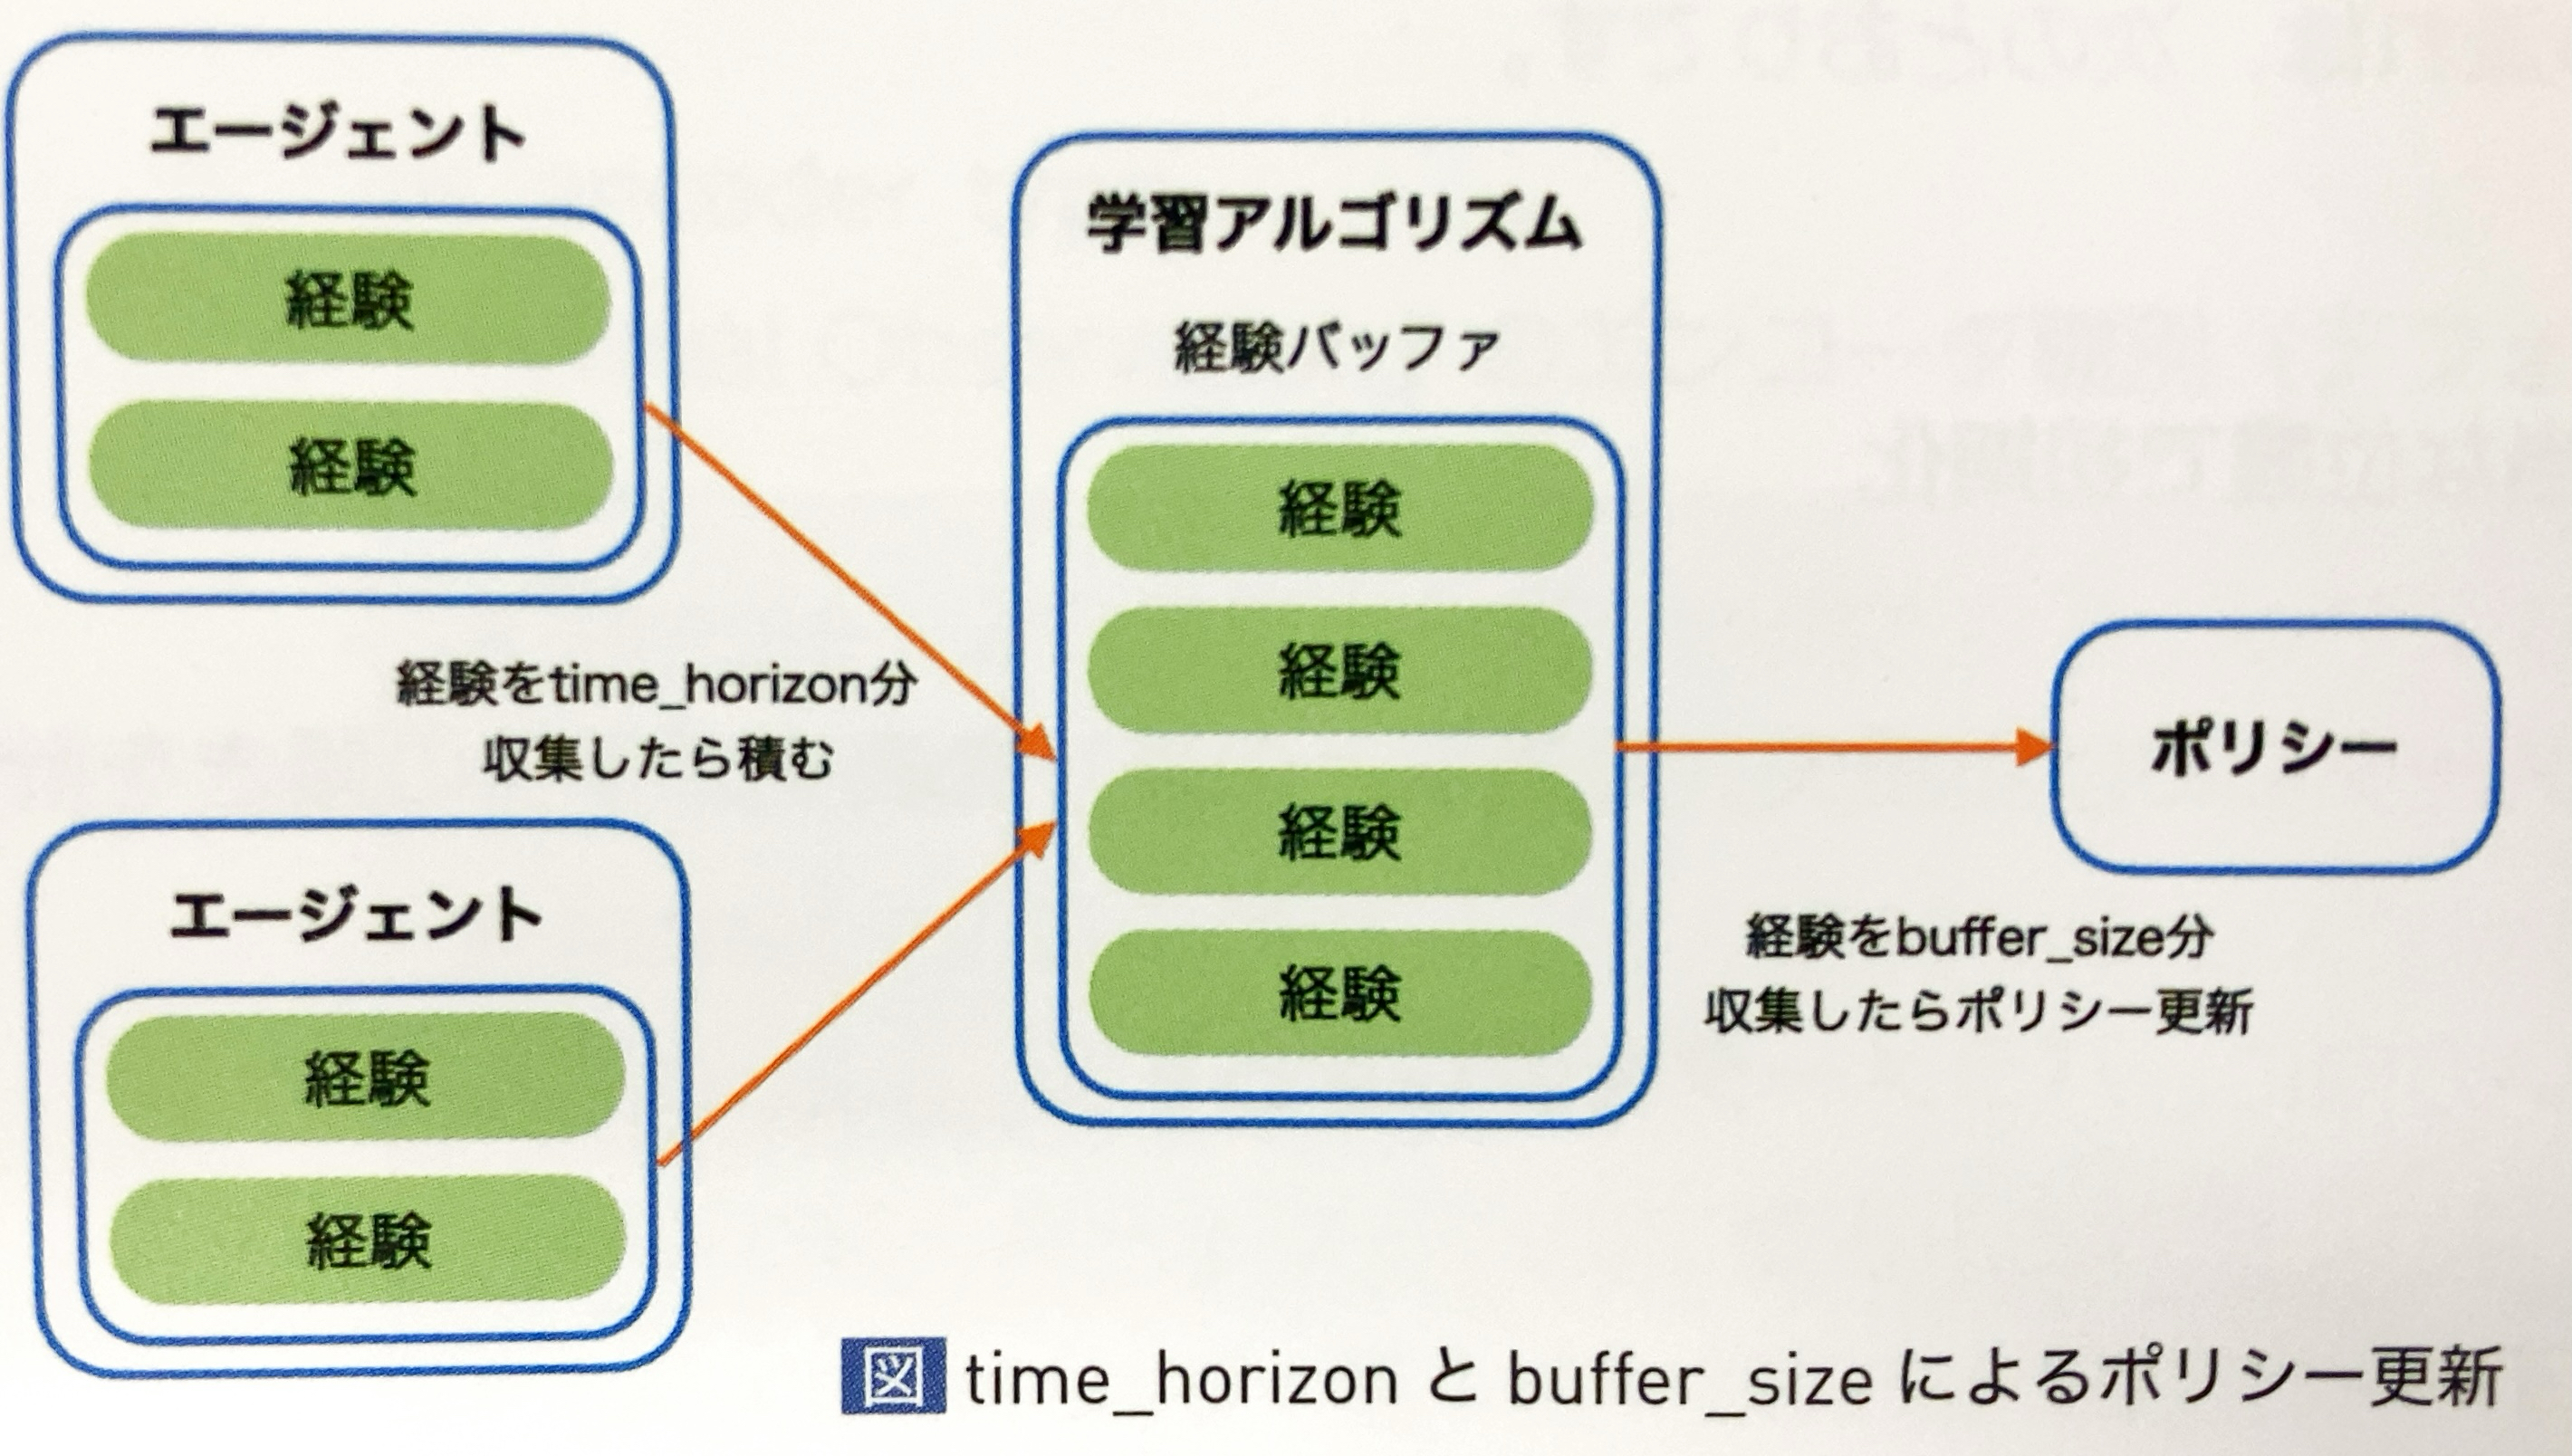 エージェント
経験
経験
経験をtime_horizon分
収集したら積む
エージェント
経験
経験
学習アルゴリズム
経験バッファ
経験
経験
経験
経験
ポリシー
経験をbuffer_size分
収集したらポリシー更新
図 time_horizon と buffer_size によるポリシー更新